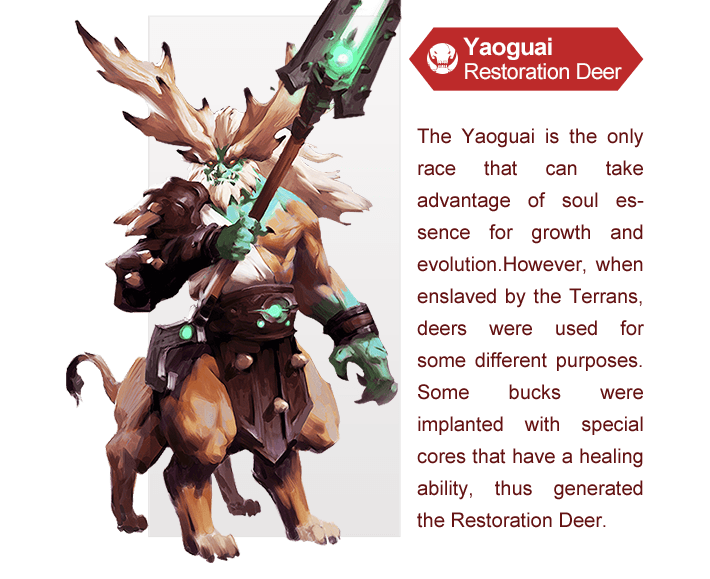 Yaoguai
Restoration Deer
The Yaoguai is the only
race that can take
advantage of soul es-
sence for growth and
evolution.However, when
enslaved by the Terrans,
deers were used for
some different purposes.
Some bucks were
implanted with special
cores that have a healing
ability, thus generated
the Restoration Deer.